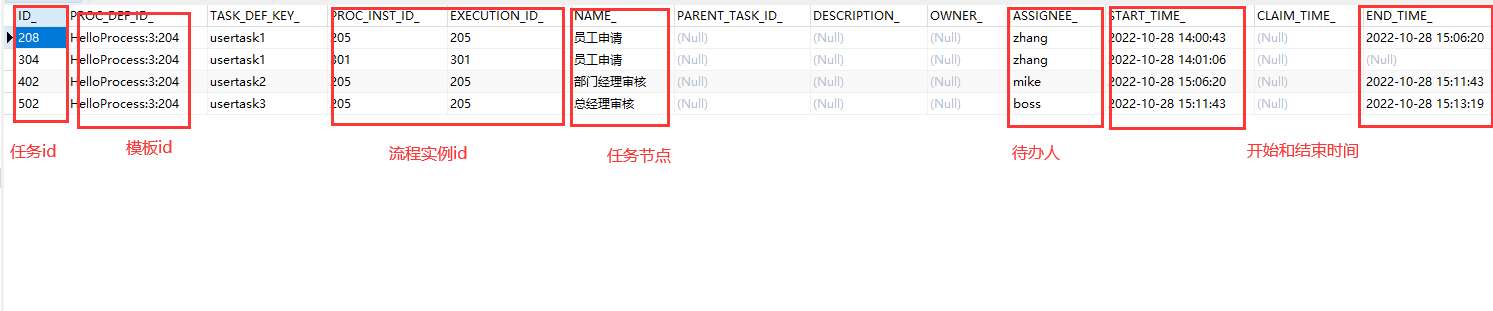 ID_ PROC_DEF_ID_ TASK_DEF_KEY_ PROC_INST_ID_ EXECUTION_ID_ NAME_ PARENT_TASK_ID_ DESCRIPTION_ OWNER_ ASSIGNEE_ START_TIME_ CLAIM_TIME_ END_TIME_
208 HelloProcess:3:204 usertask1 205 205 员工申请 (Null) (Null) (Null) zhang 2022-10-28 14:00:43 (Null) 2022-10-28 15:06:20
304 HelloProcess:3:204 usertask1 301 301 员工申请 (Null) (Null) (Null) zhang 2022-10-28 14:01:06 (Null) (Null)
402 HelloProcess:3:204 usertask2 205 205 部门经理审核 (Null) (Null) (Null) mike 2022-10-28 15:06:20 (Null) 2022-10-28 15:11:43
502 HelloProcess:3:204 usertask3 205 205 总经理审核 (Null) (Null) (Null) boss 2022-10-28 15:11:43 (Null) 2022-10-28 15:13:19
任务id 模板id 流程实例id 任务节点 待办人 开始和结束时间